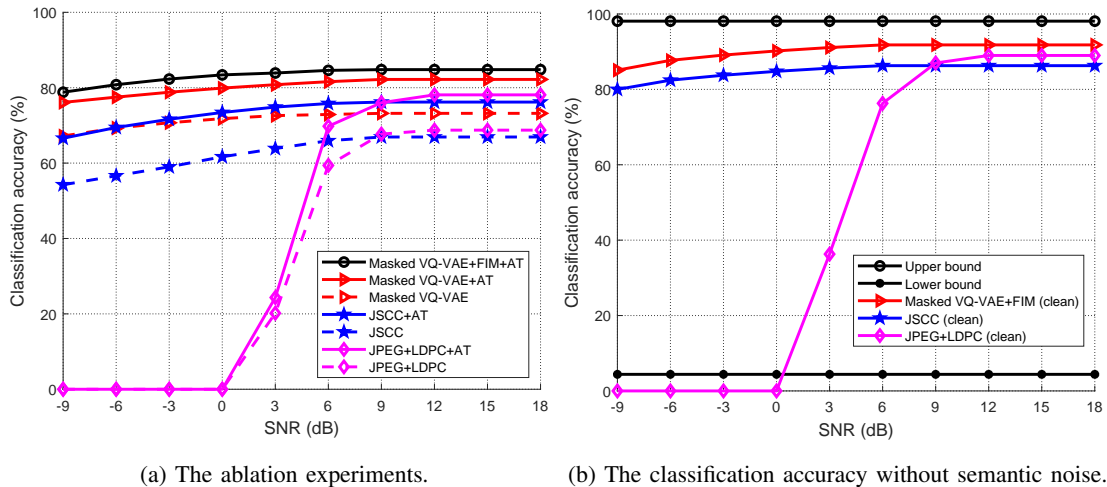 100
80
60
40
20
0
Classification accuracy (%)
-9 -6 -3 0 3 6 9 12 15 18
SNR (dB)
Masked VQ-VAE+FIM+AT
Masked VQ-VAE+AT
Masked VQ-VAE
JSCC+AT
JSCC
JPEG+LDPC+AT
JPEG+LDPC
(a) The ablation experiments.
100
80
60
40
20
0
Classification accuracy (%)
-9 -6 -3 0 3 6 9 12 15 18
SNR (dB)
Upper bound
Lower bound
Masked VQ-VAE+FIM (clean)
JSCC (clean)
JPEG+LDPC (clean)
(b) The classification accuracy without semantic noise.